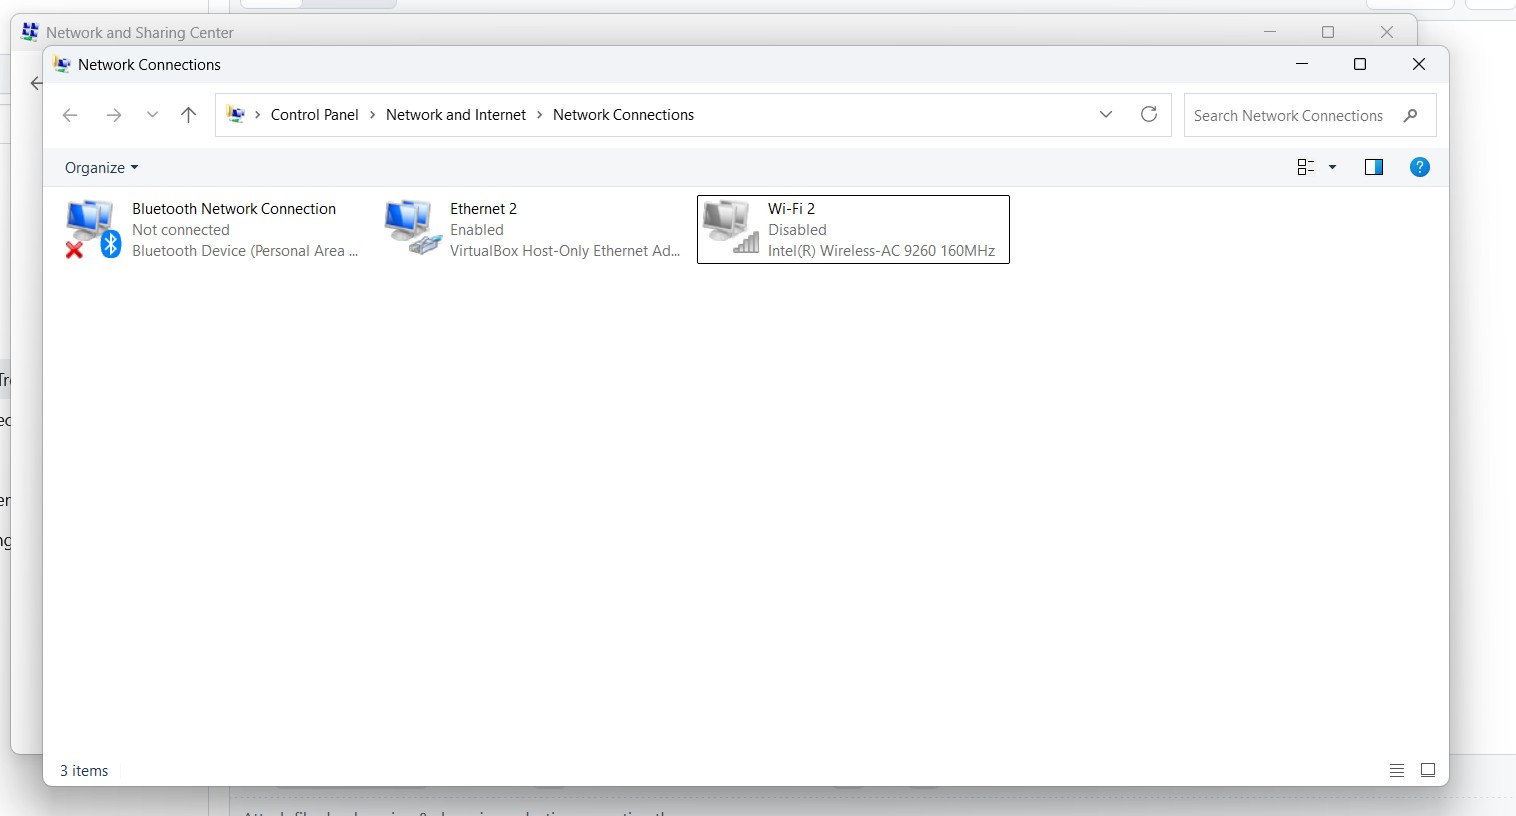 Network and Sharing Center
Network Connections
Control Panel > Network and Internet > Network Connections
Search Network Connections
Organize
Bluetooth Network Connection
Not connected
Bluetooth Device (Personal Area ...
Ethernet 2
Enabled
VirtualBox Host-Only Ethernet Ad...
Wi-Fi 2
Disabled
Intel(R) Wireless-AC 9260 160MHz
3 items